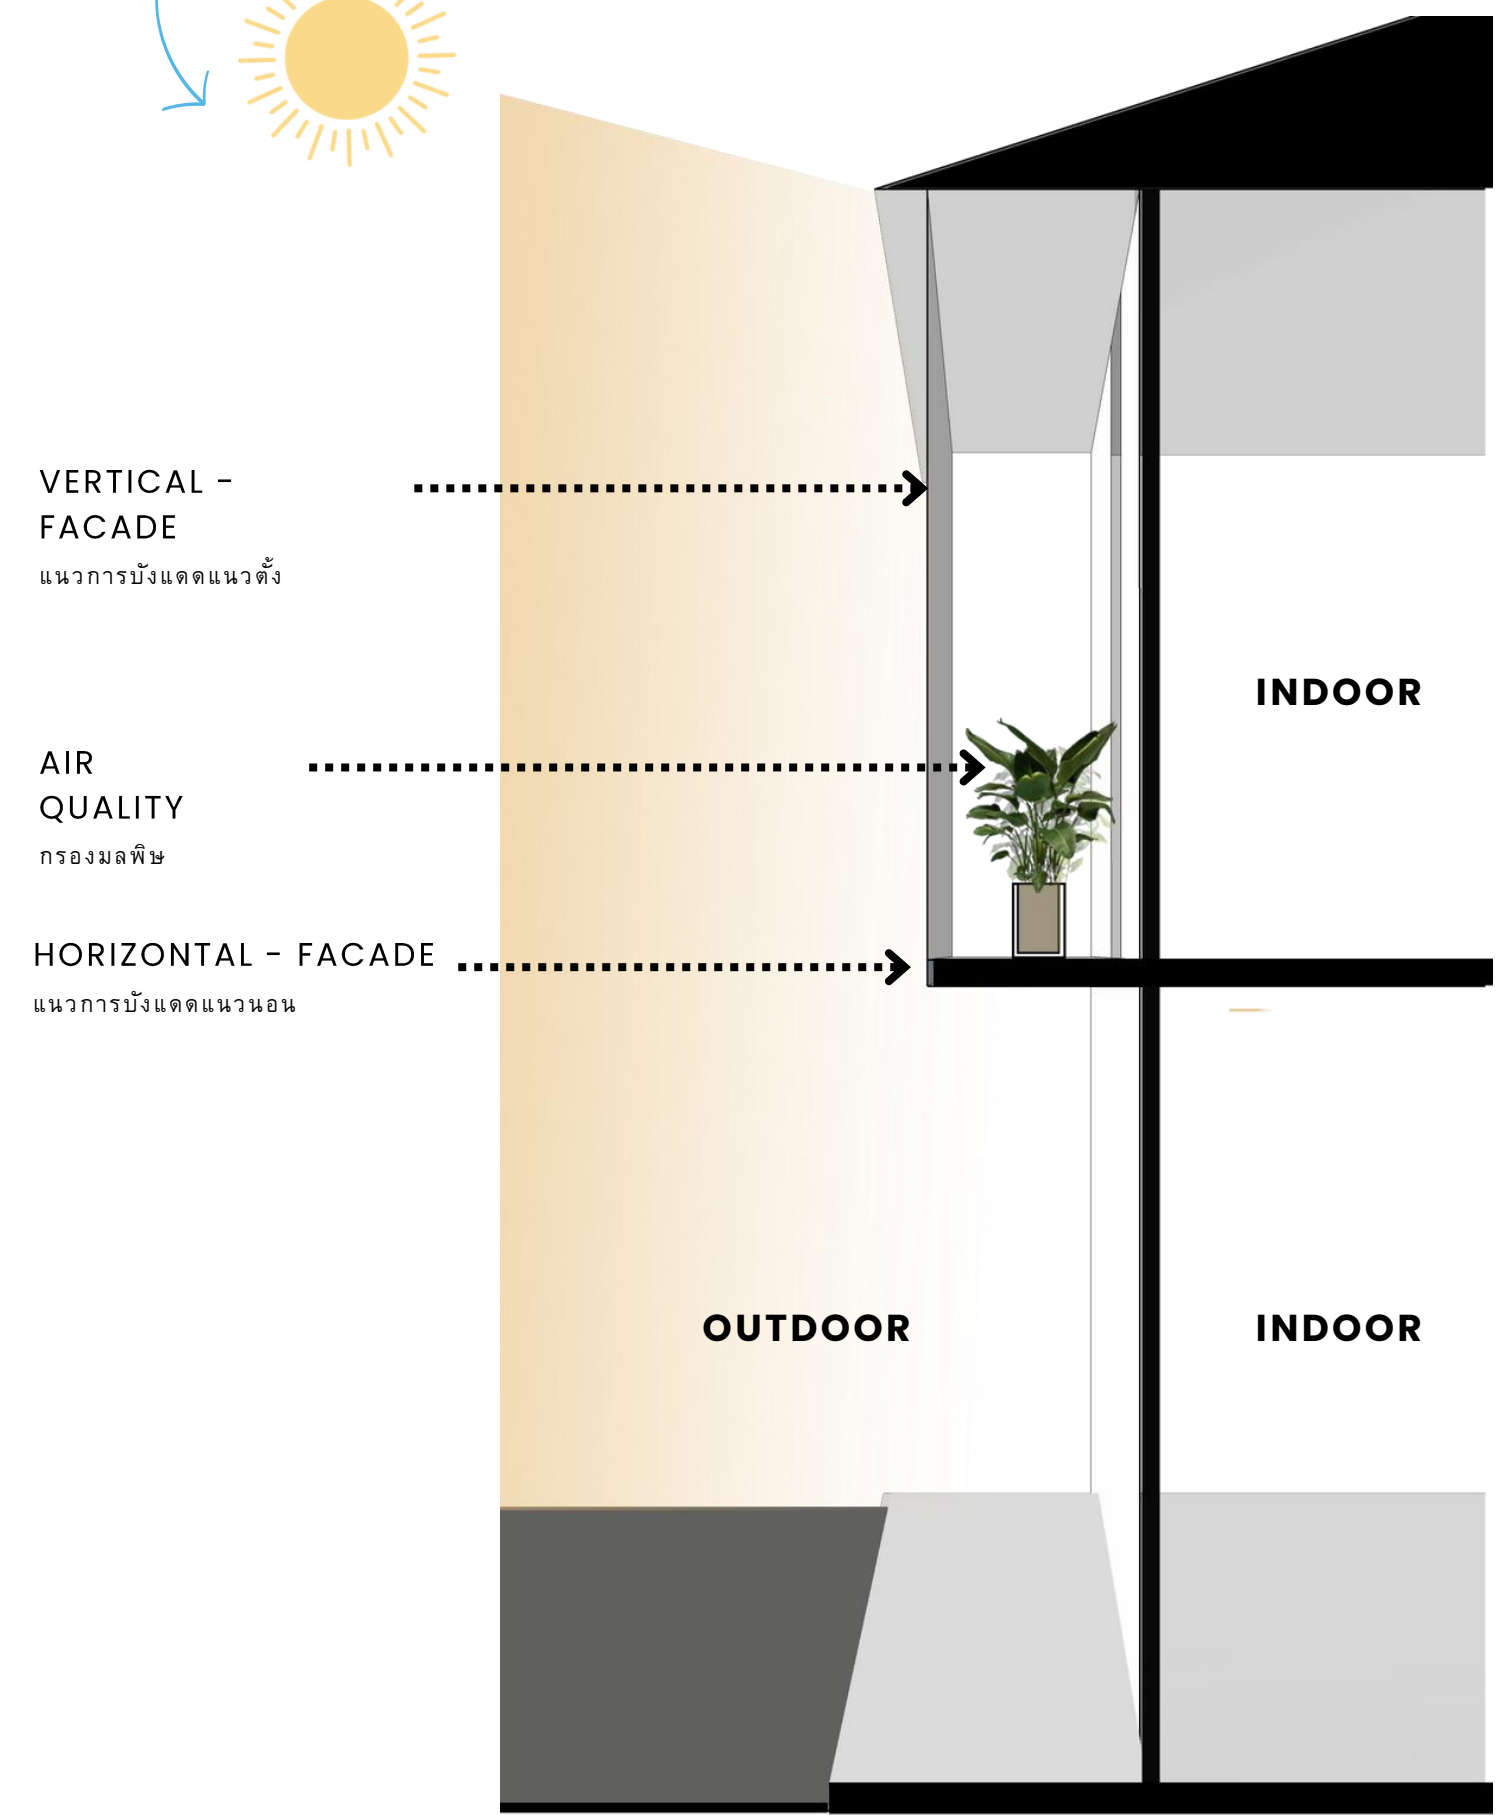 VERTICAL -
FACADE
แนวการบังแดดแนวตั้ง
INDOOR
AIR
QUALITY
กรองมลพิษ
HORIZONTAL - FACADE
แนวการบังแดดแนวนอน
OUTDOOR
INDOOR